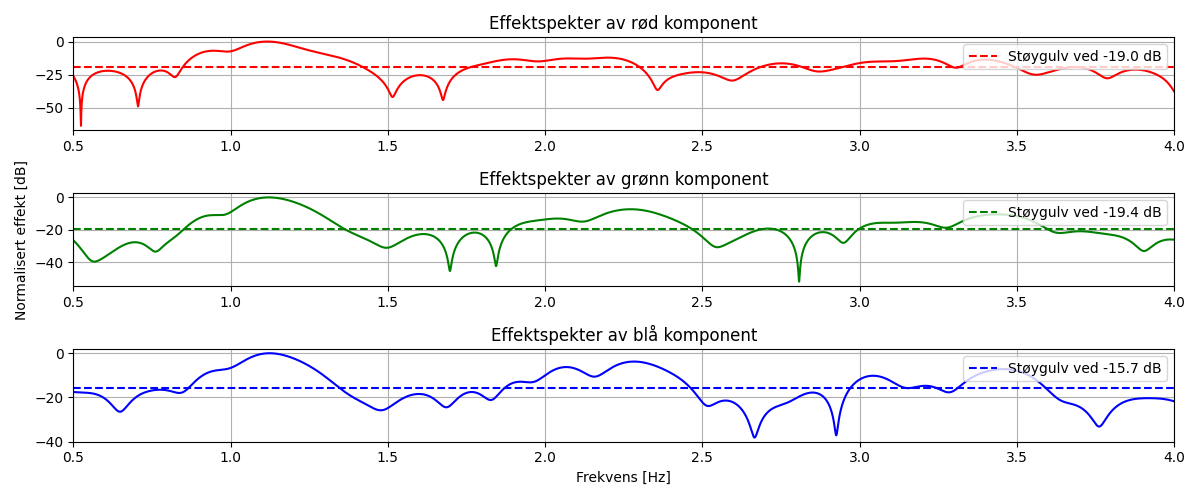 Effektspekter av rød komponent
0
−25
−50
Støygulv ved -19.0 dB
0.5 1.0 1.5 2.0 2.5 3.0 3.5 4.0
Effektspekter av grønn komponent
Normalisert effekt [dB]
0
−20
−40
Støygulv ved -19.4 dB
0.5 1.0 1.5 2.0 2.5 3.0 3.5 4.0
Effektspekter av blå komponent
0
−20
−40
Støygulv ved -15.7 dB
0.5 1.0 1.5 2.0 2.5 3.0 3.5 4.0
Frekvens [Hz]